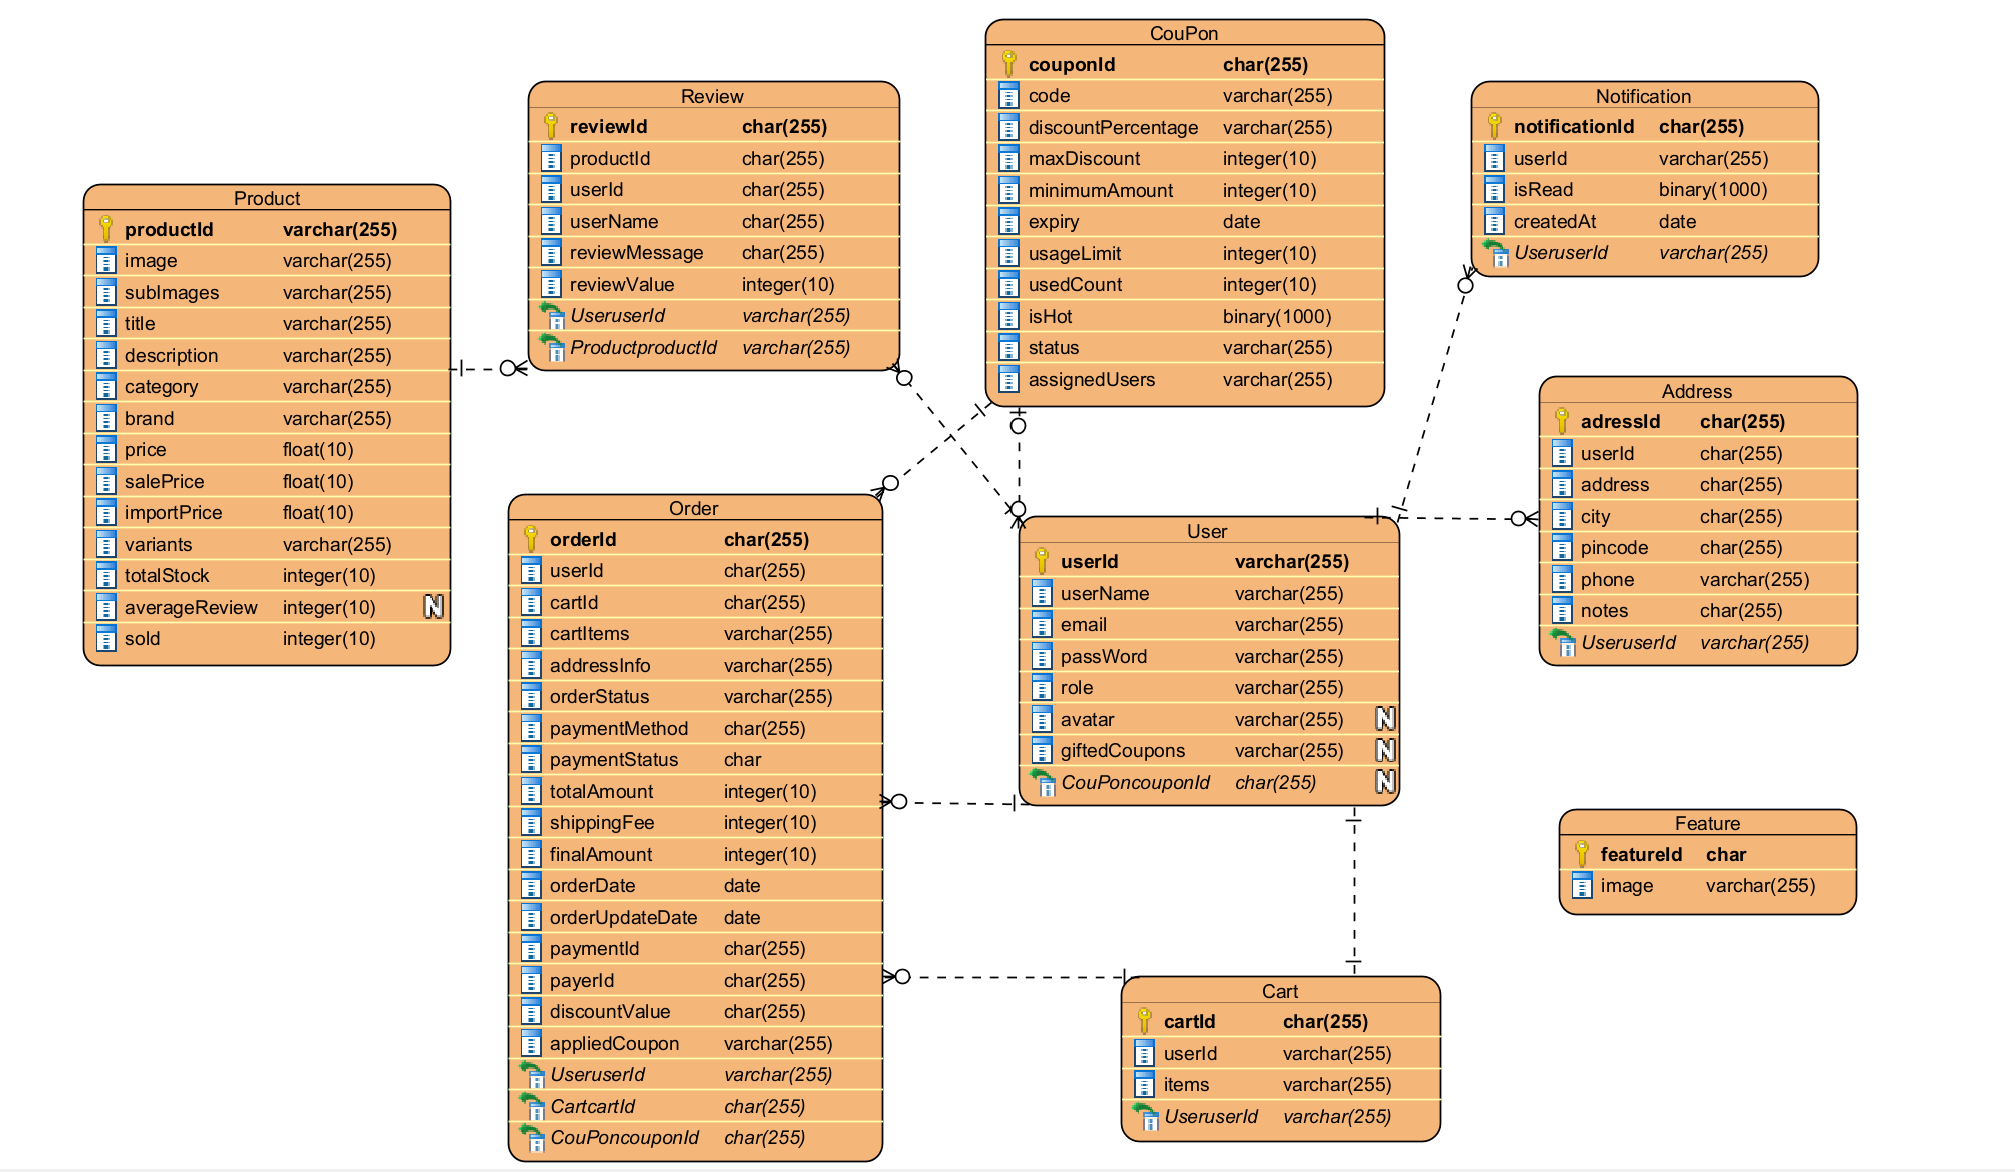 Product
productId varchar(255)
image varchar(255)
subImages varchar(255)
title varchar(255)
description varchar(255)
category varchar(255)
brand varchar(255)
price float(10)
salePrice float(10)
importPrice float(10)
variants varchar(255)
totalStock integer(10)
averageReview integer(10) N
sold integer(10)
Review
reviewId char(255)
productId char(255)
userId char(255)
userName char(255)
reviewMessage char(255)
reviewValue integer(10)
UseruserId varchar(255)
ProductproductId varchar(255)
CouPon
couponId char(255)
code varchar(255)
discountPercentage varchar(255)
maxDiscount integer(10)
minimumAmount integer(10)
expiry date
usageLimit integer(10)
usedCount integer(10)
isHot binary(1000)
status varchar(255)
assignedUsers varchar(255)
Notification
notificationId char(255)
userId varchar(255)
isRead binary(1000)
createdAt date
UseruserId varchar(255)
Address
adressId char(255)
userId char(255)
address char(255)
city char(255)
pincode char(255)
phone varchar(255)
notes char(255)
UseruserId varchar(255)
Order
orderId char(255)
userId char(255)
cartId char(255)
cartItems varchar(255)
addressInfo varchar(255)
orderStatus varchar(255)
paymentMethod char(255)
paymentStatus char
totalAmount integer(10)
shippingFee integer(10)
finalAmount integer(10)
orderDate date
orderUpdateDate date
paymentId char(255)
payerId char(255)
discountValue char(255)
appliedCoupon varchar(255)
UseruserId varchar(255)
CartcartId char(255)
CouPoncouponId char(255)
User
userId varchar(255)
userName varchar(255)
email varchar(255)
passWord varchar(255)
role varchar(255)
avatar varchar(255) N
giftedCoupons varchar(255) N
CouPoncouponId char(255) N
Feature
featureId char
image varchar(255)
Cart
cartId char(255)
userId varchar(255)
items varchar(255)
UseruserId varchar(255)